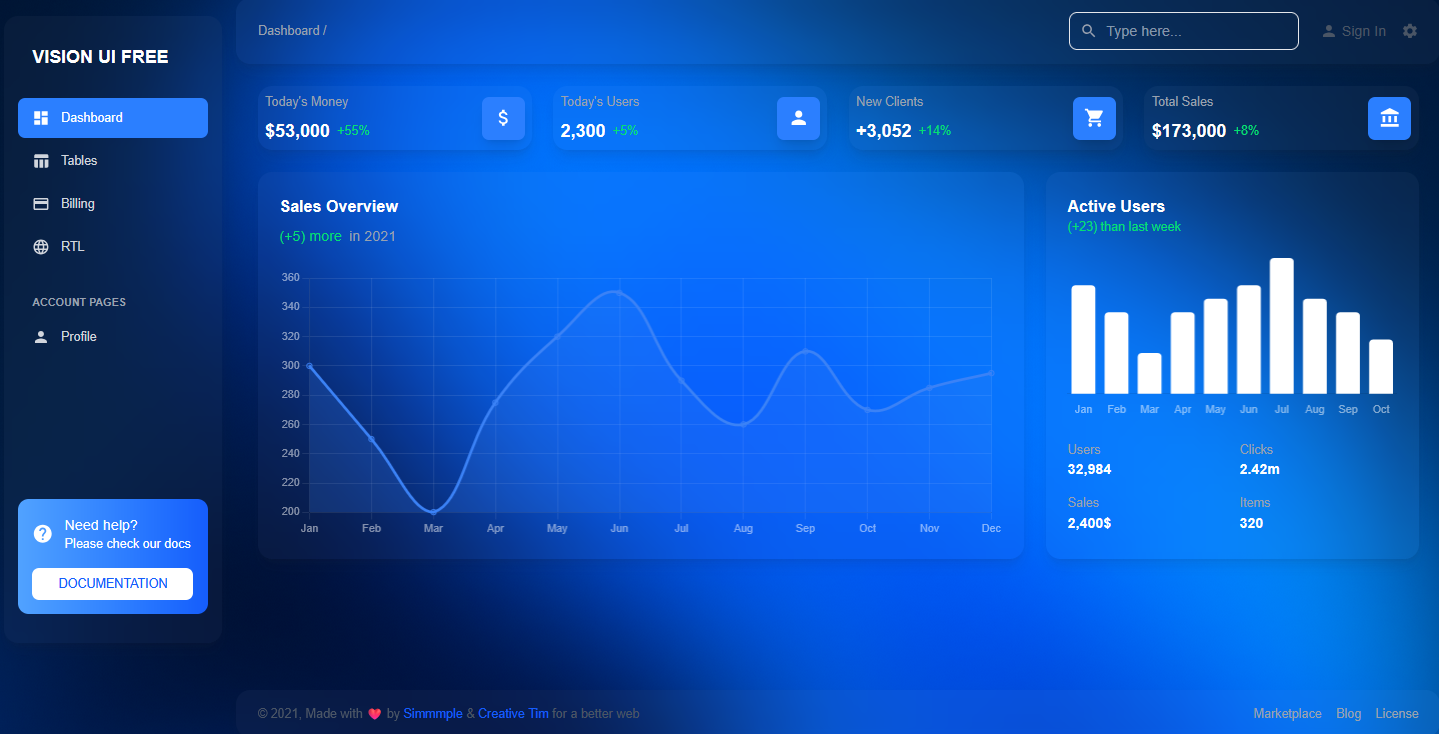 VISION UI FREE
Dashboard
Tables
Billing
RTL
ACCOUNT PAGES
Profile
Need help?
Please check our docs
DOCUMENTATION
Dashboard /
Type here...
Sign In
Today's Money
$53,000 +55%
Today's Users
2,300 +5%
New Clients
+3,052 +14%
Total Sales
$173,000 +8%
Sales Overview
(+5) more in 2021
360
340
320
300
280
260
240
220
200
Jan Feb Mar Apr May Jun Jul Aug Sep Oct Nov Dec
Active Users
(+23) than last week
Jan Feb Mar Apr May Jun Jul Aug Sep Oct
Users
32,984
Clicks
2.42m
Sales
2,400$
Items
320
© 2021, Made with ❤️ by Simmmple & Creative Tim for a better web
Marketplace Blog License